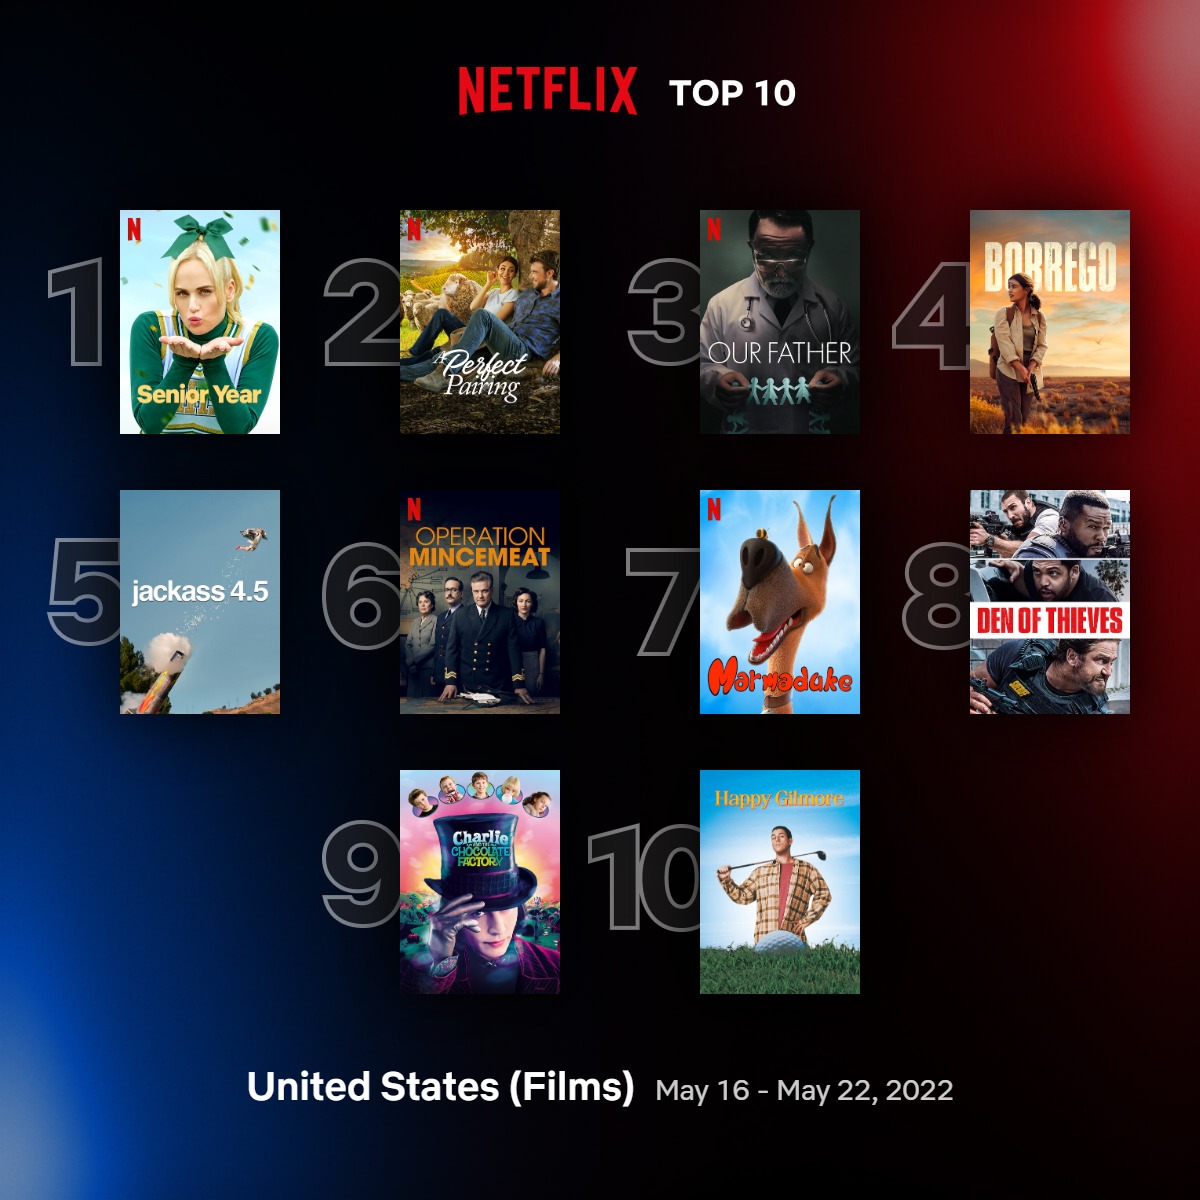 NETFLIX TOP 10
1
N
Senior Year
2
N
A Perfect
Pairing
3
N
OUR FATHER
4
BORREGO
5
jackass 4.5
6
N
OPERATION
MINCEMEAT
7
N
Marmaduke
8
DEN OF THIEVES
9
Charlie
AND THE
CHOCOLATE
FACTORY
10
Happy Gilmore
United States (Films) May 16 - May 22, 2022